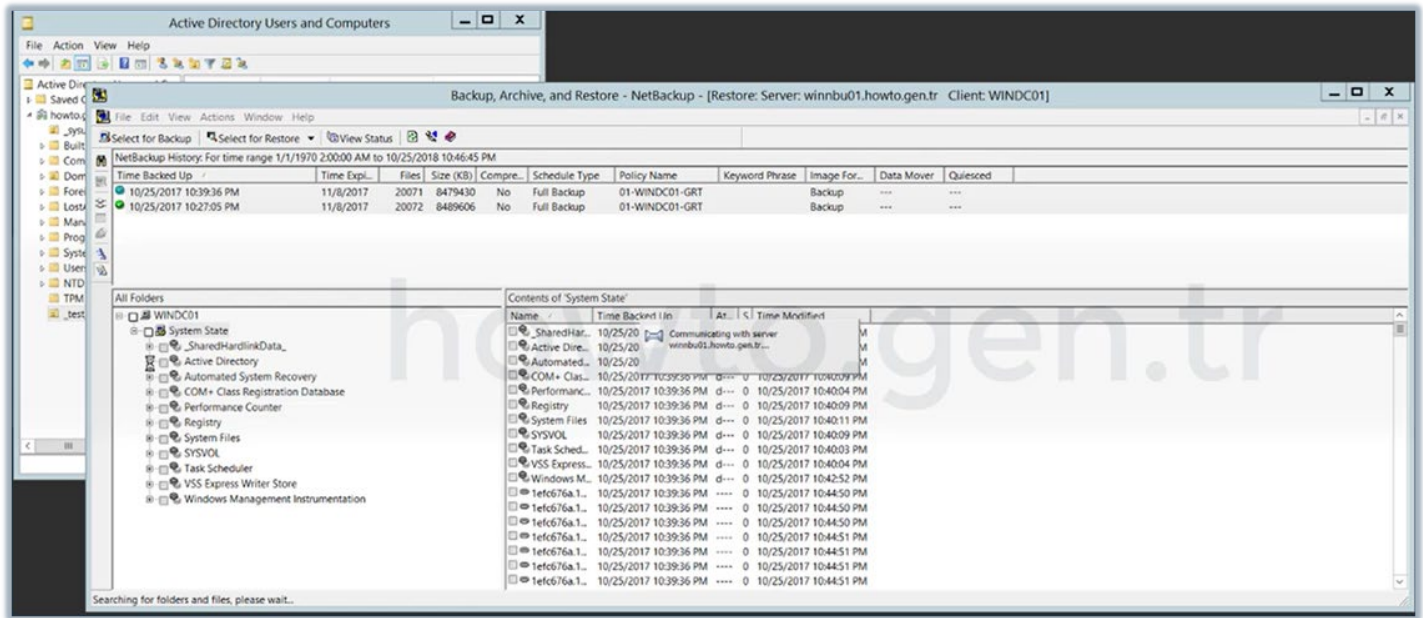 Active Directory Users and Computers
File Action View Help
Active Dire
Saved
howto.g
_sys
Built
Com
Dom
Forei
Lost
Man
Prog
Syste
User
NTD
TPM
_test
Backup, Archive, and Restore - NetBackup - [Restore: Server: winnbu01.howto.gen.tr Client: WINDC01]
File Edit View Actions Window Help
Select for Backup Select for Restore View Status
NetBackup History: For time range 1/1/1970 2:00:00 AM to 10/25/2018 10:46:45 PM
Time Backed Up Time Expi... Files Size (KB) Compre... Schedule Type Policy Name Keyword Phrase Image For... Data Mover Quiesced
10/25/2017 10:39:36 PM 11/8/2017 20071 8479430 No Full Backup 01-WINDC01-GRT Backup ---  ---
10/25/2017 10:27:05 PM 11/8/2017 20072 8489606 No Full Backup 01-WINDC01-GRT Backup --- ---
All Folders
WINDC01
System State
_SharedHardlinkData_
Active Directory
Automated System Recovery
COM+ Class Registration Database
Performance Counter
Registry
System Files
SYSVOL
Task Scheduler
VSS Express Writer Store
Windows Management Instrumentation
Contents of 'System State'
Name Time Backed Up At... S Time Modified
_SharedHar... 10/25/20 M
Active Dire... 10/25/20 M
Automated... 10/25/20 M
Communicating with server
winnbu01.howto.gen.tr....
COM+ Clas... 10/25/2017 10:39:36 PM d--- 0 10/25/2017 10:40:09 PM
Performanc... 10/25/2017 10:39:36 PM d--- 0 10/25/2017 10:40:04 PM
Registry 10/25/2017 10:39:36 PM d--- 0 10/25/2017 10:40:09 PM
System Files 10/25/2017 10:39:36 PM d--- 0 10/25/2017 10:40:11 PM
SYSVOL 10/25/2017 10:39:36 PM d--- 0 10/25/2017 10:40:09 PM
Task Sched... 10/25/2017 10:39:36 PM d--- 0 10/25/2017 10:40:03 PM
VSS Express... 10/25/2017 10:39:36 PM d--- 0 10/25/2017 10:40:04 PM
Windows M... 10/25/2017 10:39:36 PM d--- 0 10/25/2017 10:42:52 PM
1efc676a.1... 10/25/2017 10:39:36 PM ---- 0 10/25/2017 10:44:50 PM
1efc676a.1... 10/25/2017 10:39:36 PM ---- 0 10/25/2017 10:44:50 PM
1efc676a.1... 10/25/2017 10:39:36 PM ---- 0 10/25/2017 10:44:50 PM
1efc676a.1... 10/25/2017 10:39:36 PM ---- 0 10/25/2017 10:44:51 PM
1efc676a.1... 10/25/2017 10:39:36 PM ---- 0 10/25/2017 10:44:51 PM
1efc676a.1... 10/25/2017 10:39:36 PM ---- 0 10/25/2017 10:44:51 PM
1efc676a.1... 10/25/2017 10:39:36 PM ---- 0 10/25/2017 10:44:51 PM
Searching for folders and files, please wait...
howto.gen.tr